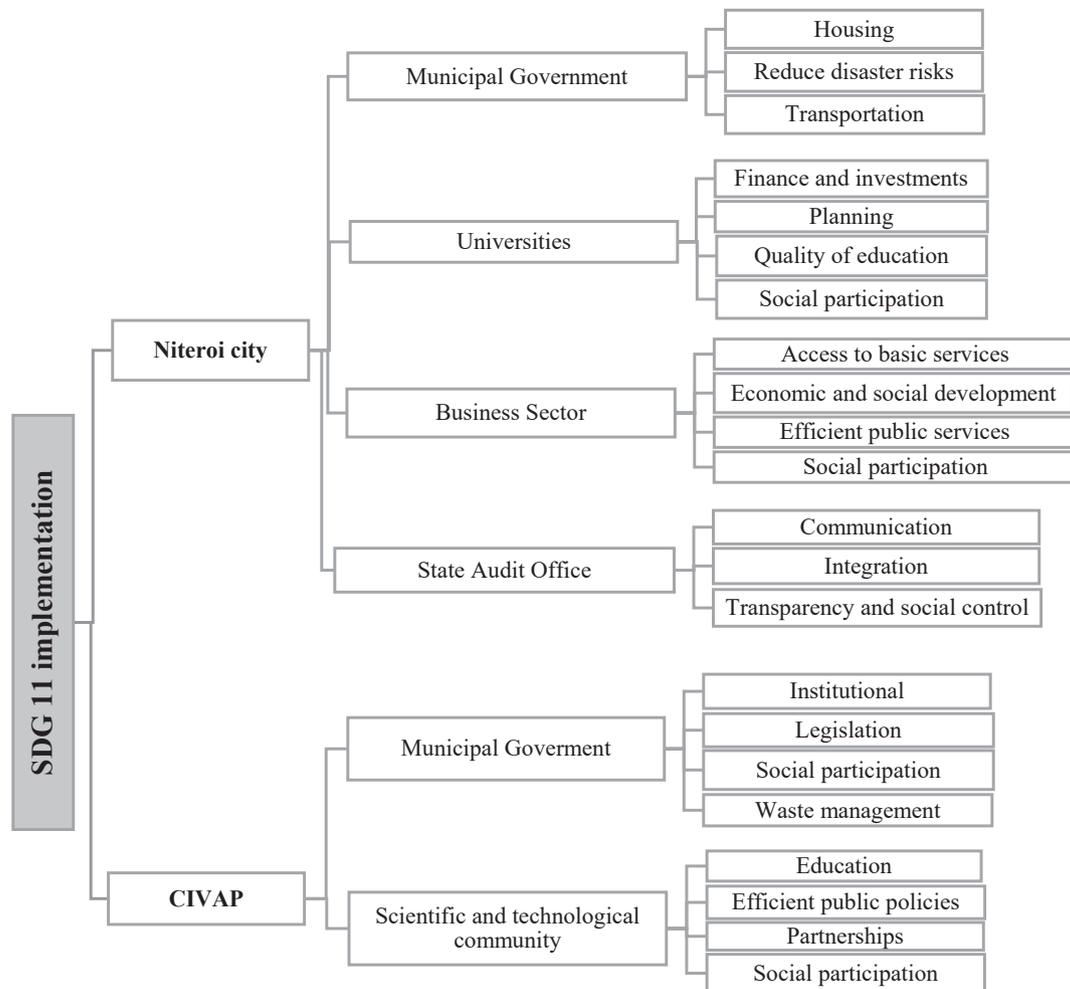 SDG 11 implementation
Niteroi city
Municipal Government
Housing
Reduce disaster risks
Transportation
Universities
Finance and investments
Planning
Quality of education
Social participation
Business Sector
Access to basic services
Economic and social development
Efficient public services
Social participation
State Audit Office
Communication
Integration
Transparency and social control
CIVAP
Municipal Goverment
Institutional
Legislation
Social participation
Waste management
Scientific and technological
community
Education
Efficient public policies
Partnerships
Social participation